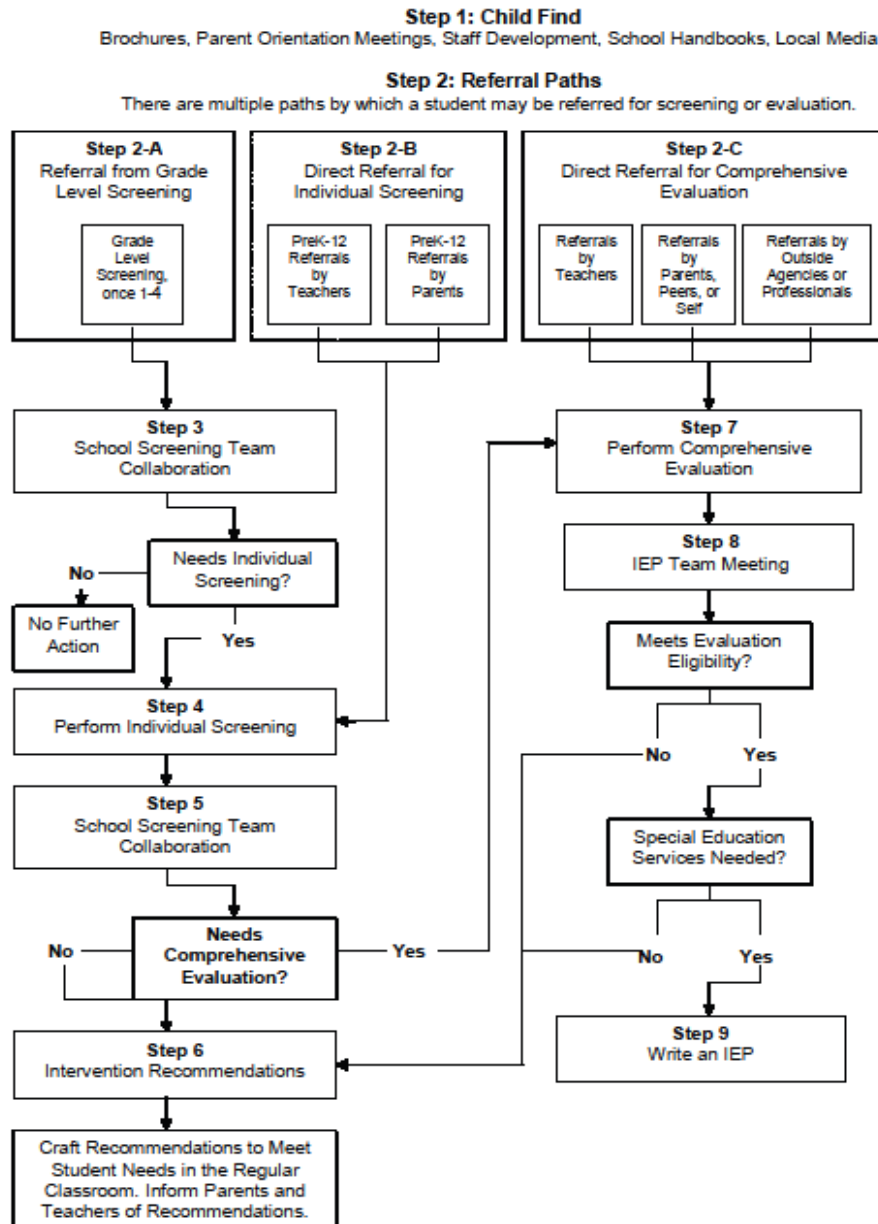 Step 1: Child Find
Brochures, Parent Orientation Meetings, Staff Development, School Handbooks, Local Media
Step 2: Referral Paths
There are multiple paths by which a student may be referred for screening or evaluation.
Step 2-A
Referral from Grade
Level Screening
Grade
Level
Screening,
once 1-4
Step 2-B
Direct Referral for
Individual Screening
PreK-12
Referrals
by
Teachers
PreK-12
Referrals
by
Parents
Step 2-C
Direct Referral for Comprehensive
Evaluation
Referrals
by
Teachers
Referrals
by
Parents,
Peers, or
Self
Referrals by
Outside
Agencies or
Professionals
Step 3
School Screening Team
Collaboration
Needs Individual
Screening?
No
No Further
Action
Yes
Step 4
Perform Individual Screening
Step 5
School Screening Team
Collaboration
Needs
Comprehensive
Evaluation?
No
Yes
Step 6
Intervention Recommendations
Craft Recommendations to Meet
Student Needs in the Regular
Classroom. Inform Parents and
Teachers of Recommendations.
Step 7
Perform Comprehensive
Evaluation
Step 8
IEP Team Meeting
Meets Evaluation
Eligibility?
No
Yes
Special Education
Services Needed?
No
Yes
Step 9
Write an IEP